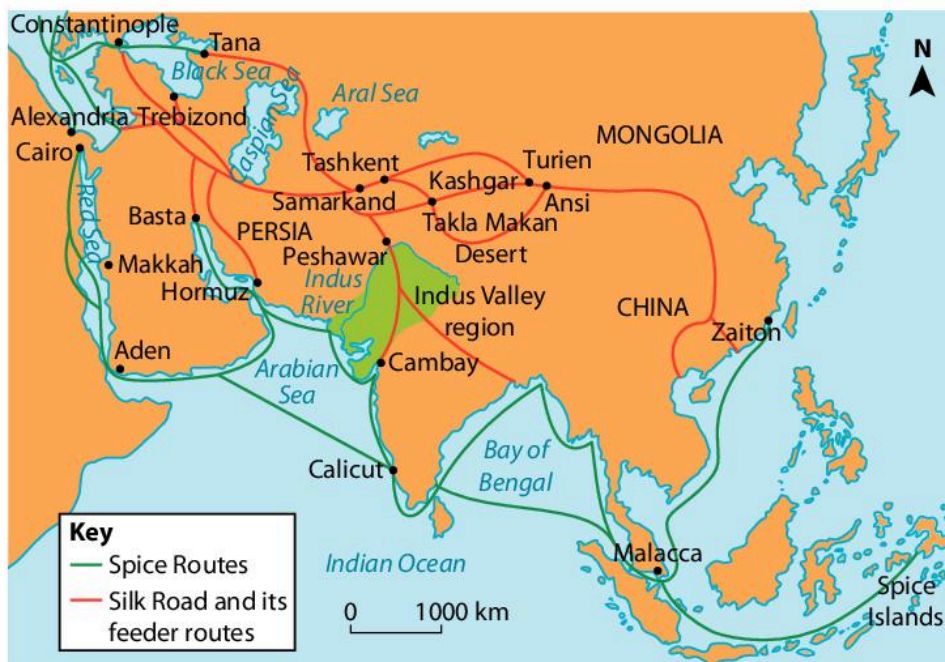 Constantinople
Tana
N
Black Sea
Aral Sea
Caspian Sea
Alexandria
Trebizond
MONGOLIA
Cairo
Tashkent
Turien
Kashgar
Samarkand
Ansi
Red Sea
Basta
PERSIA
Takla Makan
Desert
Peshawar
Makkah
Indus
River
Hormuz
Indus Valley
region
CHINA
Zaiton
Aden
Cambay
Arabian
Sea
Calicut
Bay of
Bengal
Key
Spice Routes
Silk Road and its
feeder routes
Indian Ocean
Malacca
Spice
Islands
0 1000 km